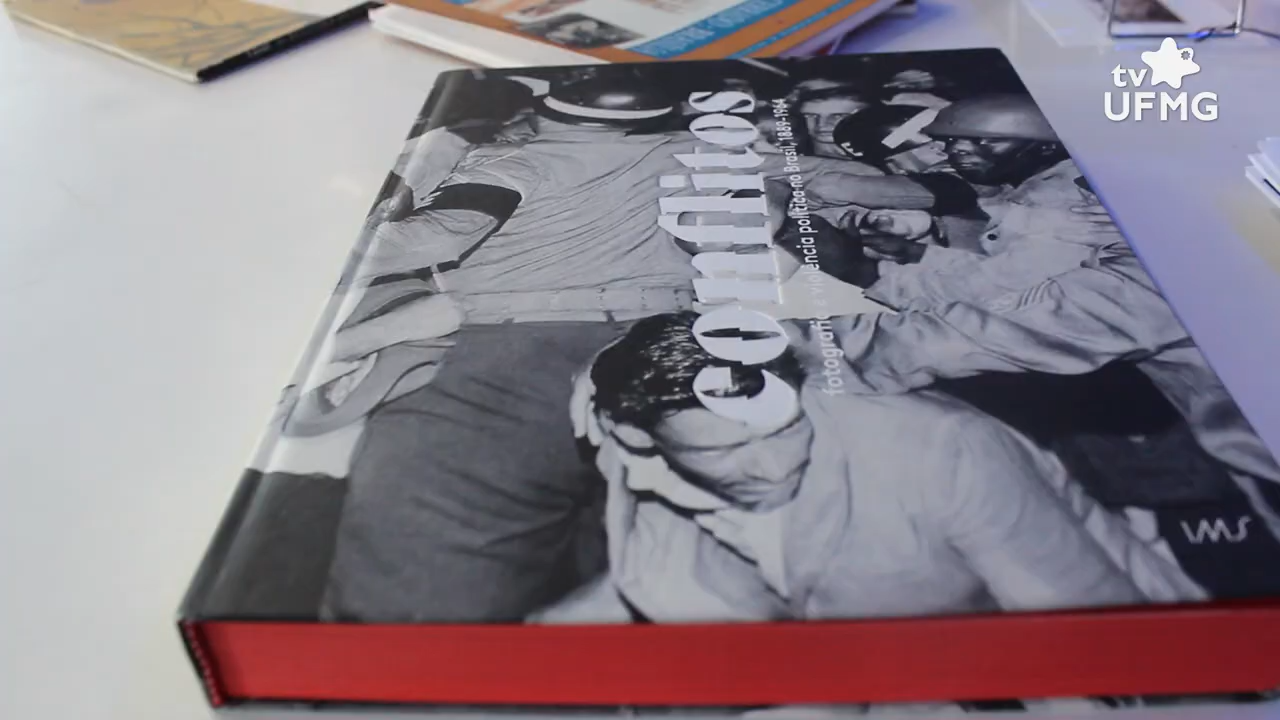 tv
UFMG
conflitos
fotografia e violência política no Brasil, 1889-1964
IMS